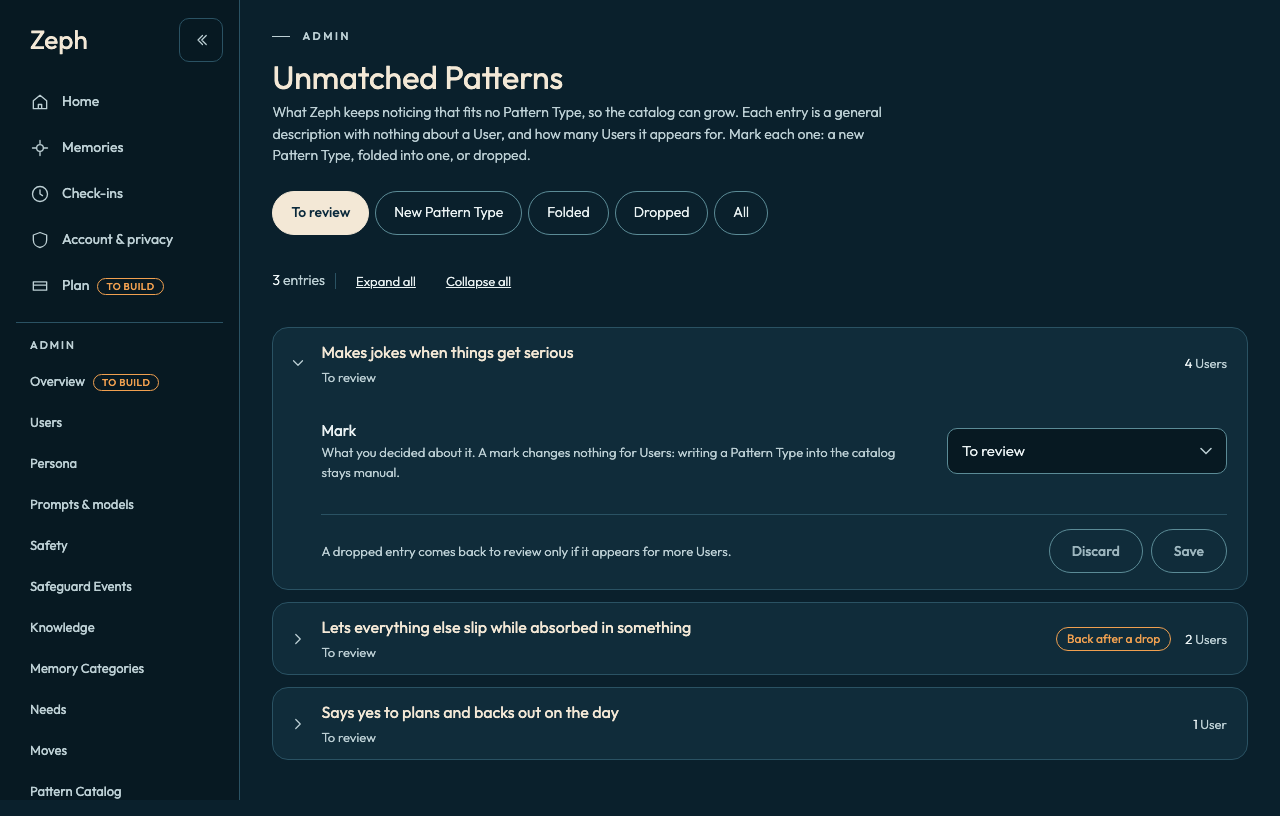 Zeph
Home
Memories
Check-ins
Account & privacy
Plan TO BUILD
ADMIN
Overview TO BUILD
Users
Persona
Prompts & models
Safety
Safeguard Events
Knowledge
Memory Categories
Needs
Moves
Pattern Catalog
ADMIN
Unmatched Patterns
What Zeph keeps noticing that fits no Pattern Type, so the catalog can grow. Each entry is a general
description with nothing about a User, and how many Users it appears for. Mark each one: a new
Pattern Type, folded into one, or dropped.
To review New Pattern Type Folded Dropped All
3 entries Expand all Collapse all
Makes jokes when things get serious
To review
4 Users
Mark
What you decided about it. A mark changes nothing for Users: writing a Pattern Type into the catalog
stays manual.
To review
A dropped entry comes back to review only if it appears for more Users.
Discard Save
Lets everything else slip while absorbed in something
To review
Back after a drop 2 Users
Says yes to plans and backs out on the day
To review
1 User